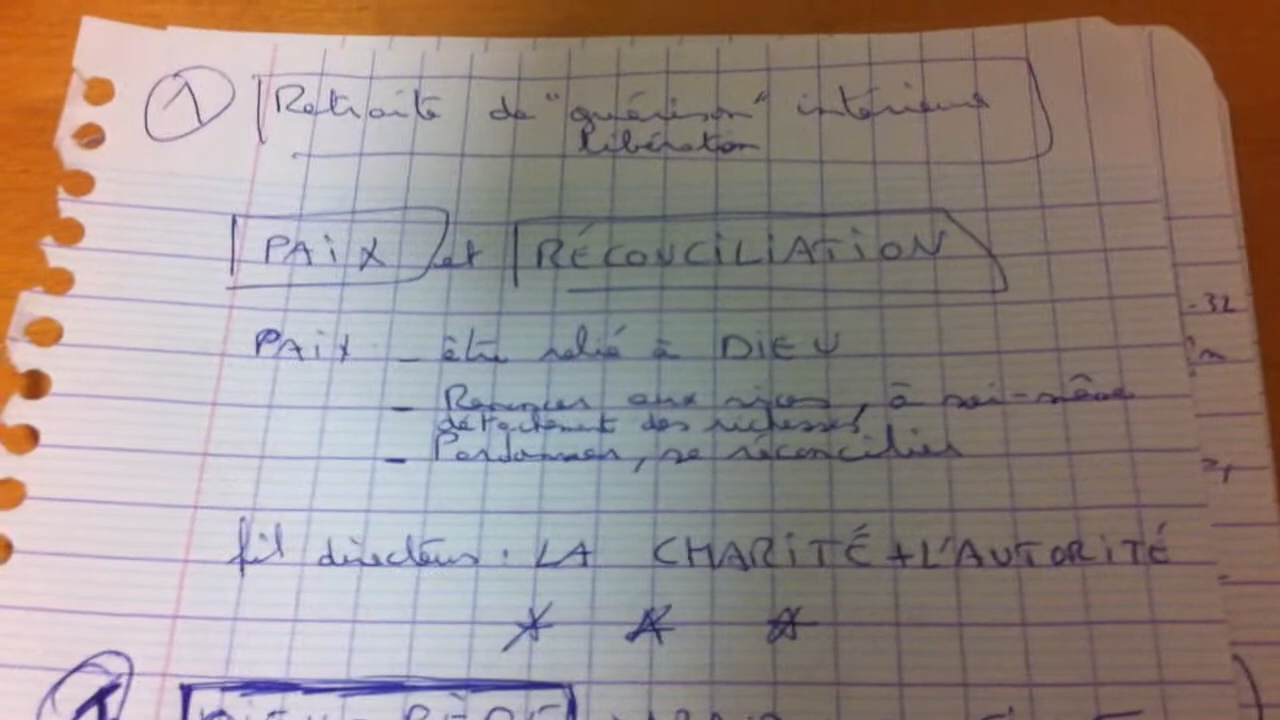 1 Retraite de "guérison" intérieure
libération
PAIX et RÉCONCILIATION
PAIX - être relié à DIEU
- Renoncer aux vices, à soi-même
détachement des richesses
- Pardonner, se réconcilier
fil directeur : LA CHARITÉ + L'AUTORITÉ
-32